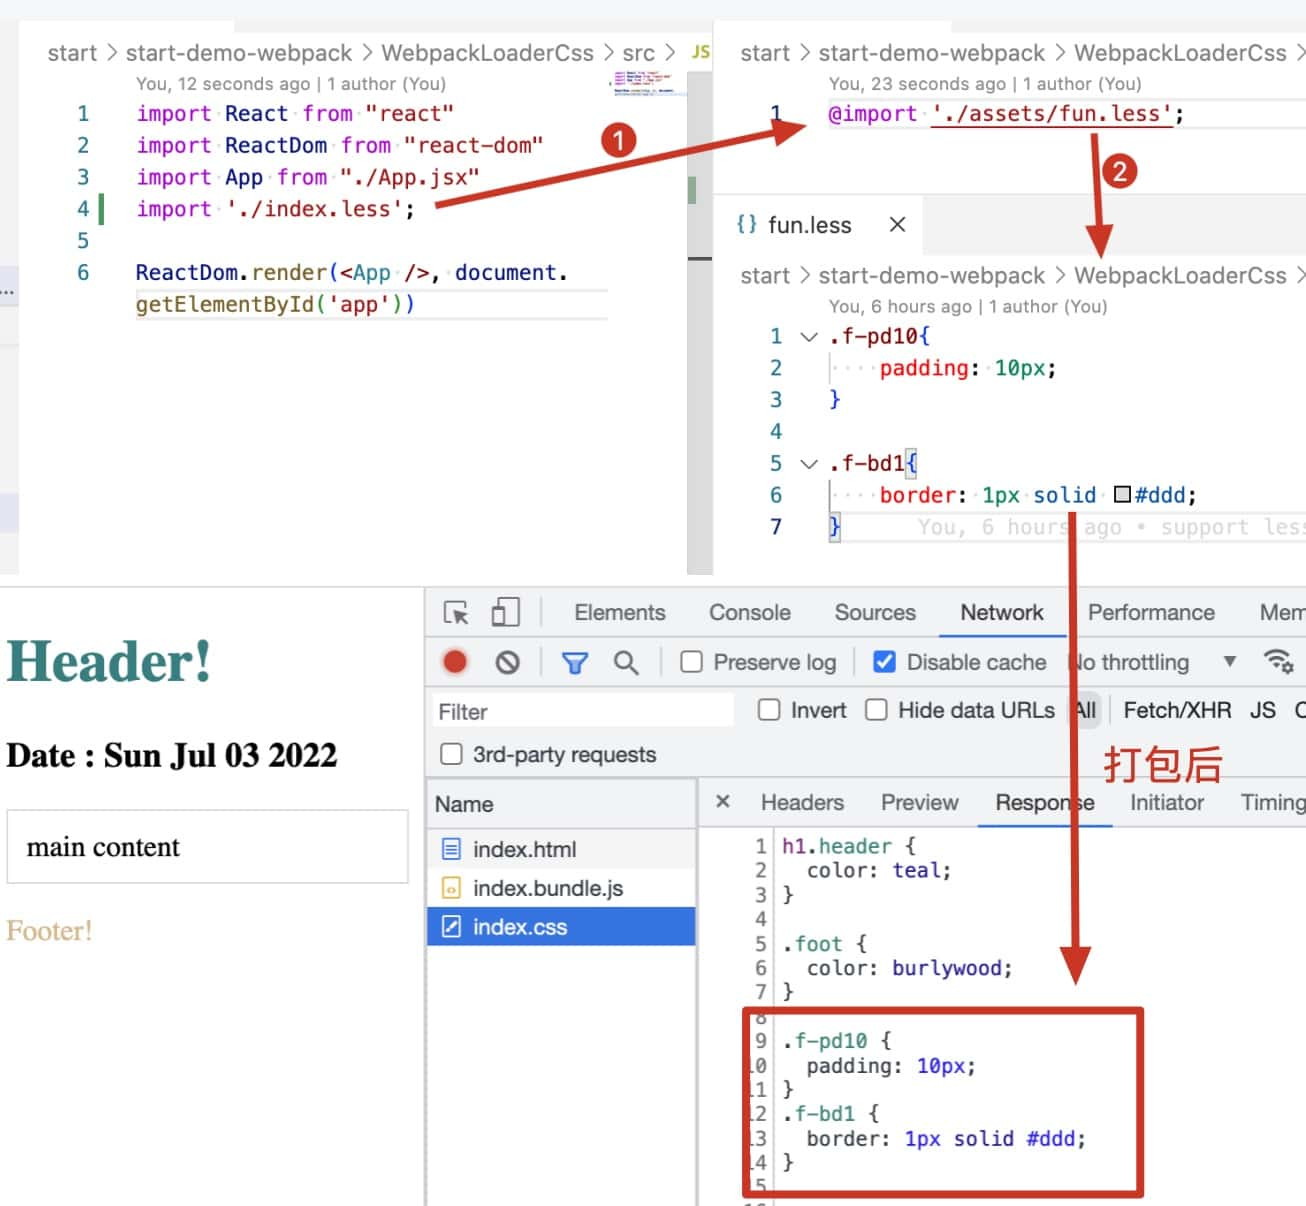 start > start-demo-webpack > WebpackLoaderCss > src > JS
You, 12 seconds ago | 1 author (You)
1 import React from "react"
2 import ReactDom from "react-dom"
3 import App from "./App.jsx"
4 import './index.less';
5
6 ReactDom.render(<App />, document.
getElementById('app'))
1
start > start-demo-webpack > WebpackLoaderCss >
You, 23 seconds ago | 1 author (You)
1 @import './assets/fun.less';
2
{} fun.less ×
start > start-demo-webpack > WebpackLoaderCss >
You, 6 hours ago | 1 author (You)
1 .f-pd10{
2 padding: 10px;
3 }
4
5 .f-bd1{
6 border: 1px solid #ddd;
7 } You, 6 hours ago • support less
Header!
Date : Sun Jul 03 2022
main content
Footer!
Elements Console Sources Network Performance Mem
Preserve log Disable cache No throttling
Filter Invert Hide data URLs All Fetch/XHR JS C
3rd-party requests
打包后
Name
index.html
index.bundle.js
index.css
× Headers Preview Response Initiator Timing
1 h1.header {
2 color: teal;
3 }
4
5 .foot {
6 color: burlywood;
7 }
8
9 .f-pd10 {
10 padding: 10px;
11 }
12 .f-bd1 {
13 border: 1px solid #ddd;
14 }
15